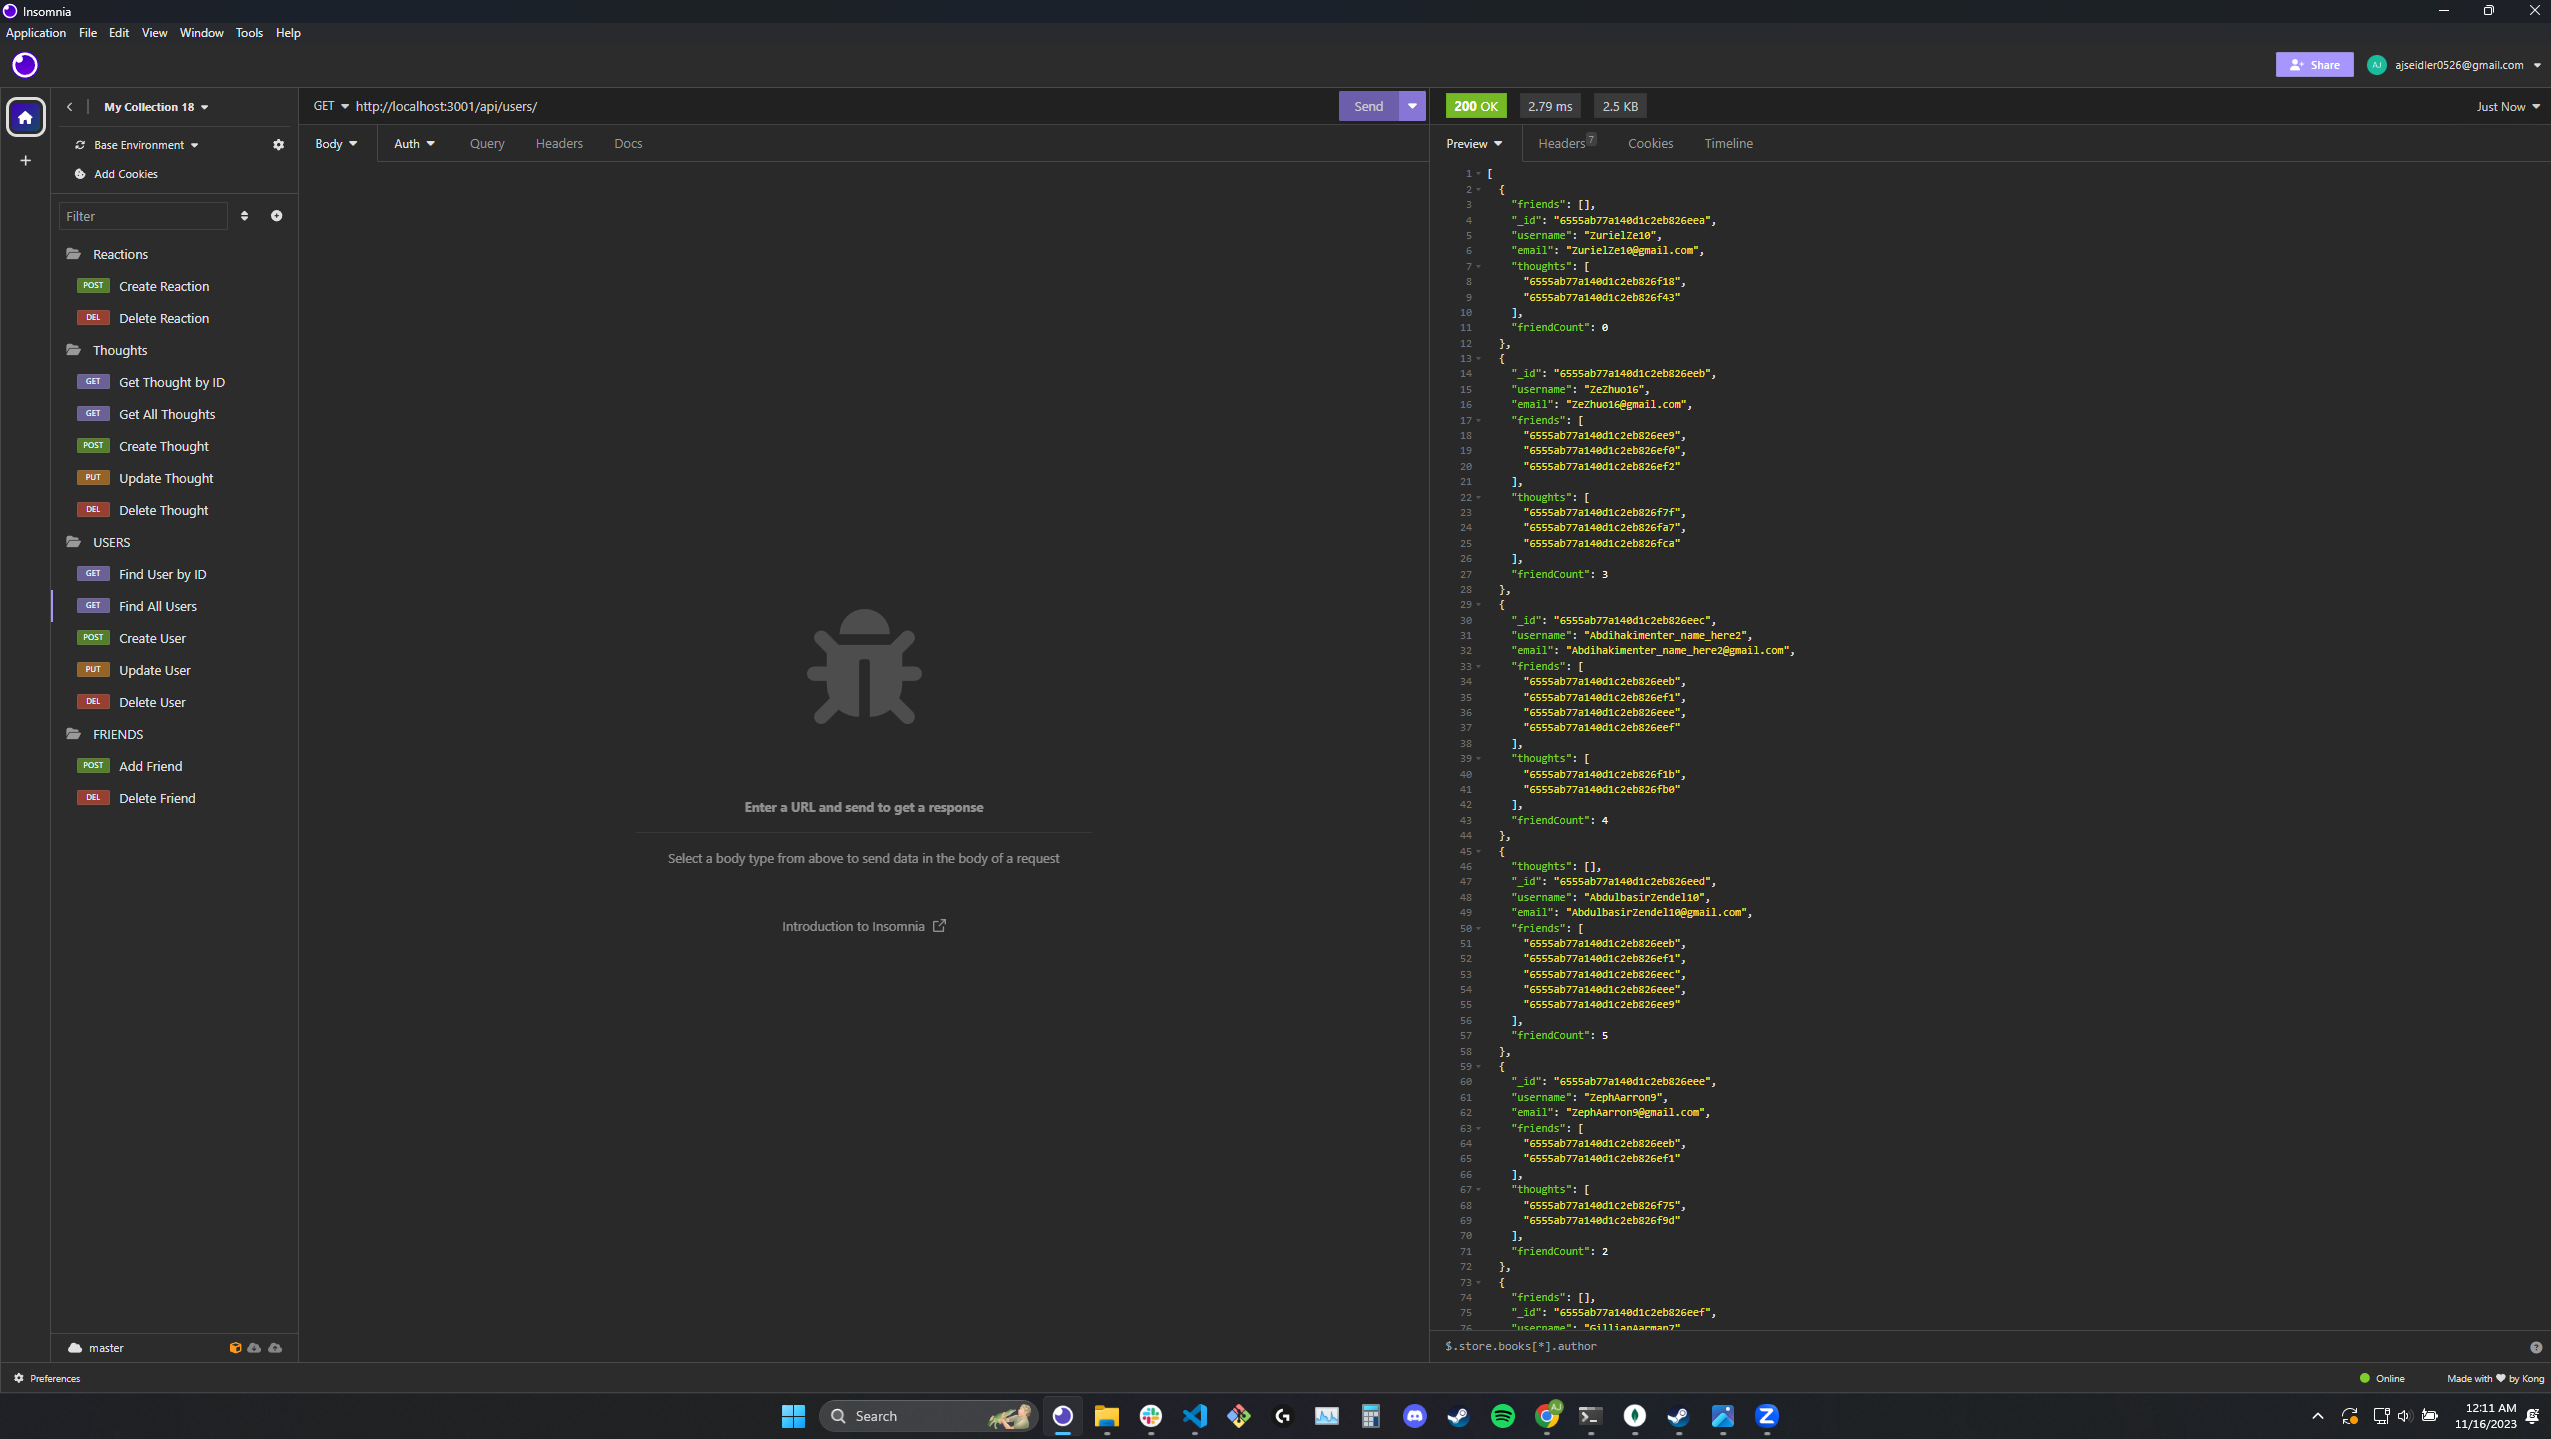 Insomnia
Application File Edit View Window Tools Help
Share
AJ ajseidler0526@gmail.com
My Collection 18
Base Environment
Add Cookies
Filter
Reactions
POST Create Reaction
DEL Delete Reaction
Thoughts
GET Get Thought by ID
GET Get All Thoughts
POST Create Thought
PUT Update Thought
DEL Delete Thought
USERS
GET Find User by ID
GET Find All Users
POST Create User
PUT Update User
DEL Delete User
FRIENDS
POST Add Friend
DEL Delete Friend
master
Preferences
GET http://localhost:3001/api/users/ Send
Body Auth Query Headers Docs
Enter a URL and send to get a response
Select a body type from above to send data in the body of a request
Introduction to Insomnia
200 OK 2.79 ms 2.5 KB Just Now
Preview Headers 7 Cookies Timeline
1 [
2 {
3 "friends": [],
4 "_id": "6555ab77a140d1c2eb826eea",
5 "username": "ZurielZe10",
6 "email": "ZurielZe10@gmail.com",
7 "thoughts": [
8 "6555ab77a140d1c2eb826f18",
9 "6555ab77a140d1c2eb826f43"
10 ],
11 "friendCount": 0
12 },
13 {
14 "_id": "6555ab77a140d1c2eb826eeb",
15 "username": "ZeZhuo16",
16 "email": "ZeZhuo16@gmail.com",
17 "friends": [
18 "6555ab77a140d1c2eb826ee9",
19 "6555ab77a140d1c2eb826ef0",
20 "6555ab77a140d1c2eb826ef2"
21 ],
22 "thoughts": [
23 "6555ab77a140d1c2eb826f7f",
24 "6555ab77a140d1c2eb826fa7",
25 "6555ab77a140d1c2eb826fca"
26 ],
27 "friendCount": 3
28 },
29 {
30 "_id": "6555ab77a140d1c2eb826eec",
31 "username": "Abdihakimenter_name_here2",
32 "email": "Abdihakimenter_name_here2@gmail.com",
33 "friends": [
34 "6555ab77a140d1c2eb826eeb",
35 "6555ab77a140d1c2eb826ef1",
36 "6555ab77a140d1c2eb826eee",
37 "6555ab77a140d1c2eb826eef"
38 ],
39 "thoughts": [
40 "6555ab77a140d1c2eb826f1b",
41 "6555ab77a140d1c2eb826fb0"
42 ],
43 "friendCount": 4
44 },
45 {
46 "thoughts": [],
47 "_id": "6555ab77a140d1c2eb826eed",
48 "username": "AbdulbasirZendel10",
49 "email": "AbdulbasirZendel10@gmail.com",
50 "friends": [
51 "6555ab77a140d1c2eb826eeb",
52 "6555ab77a140d1c2eb826ef1",
53 "6555ab77a140d1c2eb826eec",
54 "6555ab77a140d1c2eb826eee",
55 "6555ab77a140d1c2eb826ee9"
56 ],
57 "friendCount": 5
58 },
59 {
60 "_id": "6555ab77a140d1c2eb826eee",
61 "username": "ZephAarron9",
62 "email": "ZephAarron9@gmail.com",
63 "friends": [
64 "6555ab77a140d1c2eb826eeb",
65 "6555ab77a140d1c2eb826ef1"
66 ],
67 "thoughts": [
68 "6555ab77a140d1c2eb826f75",
69 "6555ab77a140d1c2eb826f9d"
70 ],
71 "friendCount": 2
72 },
73 {
74 "friends": [],
75 "_id": "6555ab77a140d1c2eb826eef",
76 "username": "GillianAarman7"
$.store.books[*].author
Online Made with ♥ by Kong
Search
12:11 AM
11/16/2023